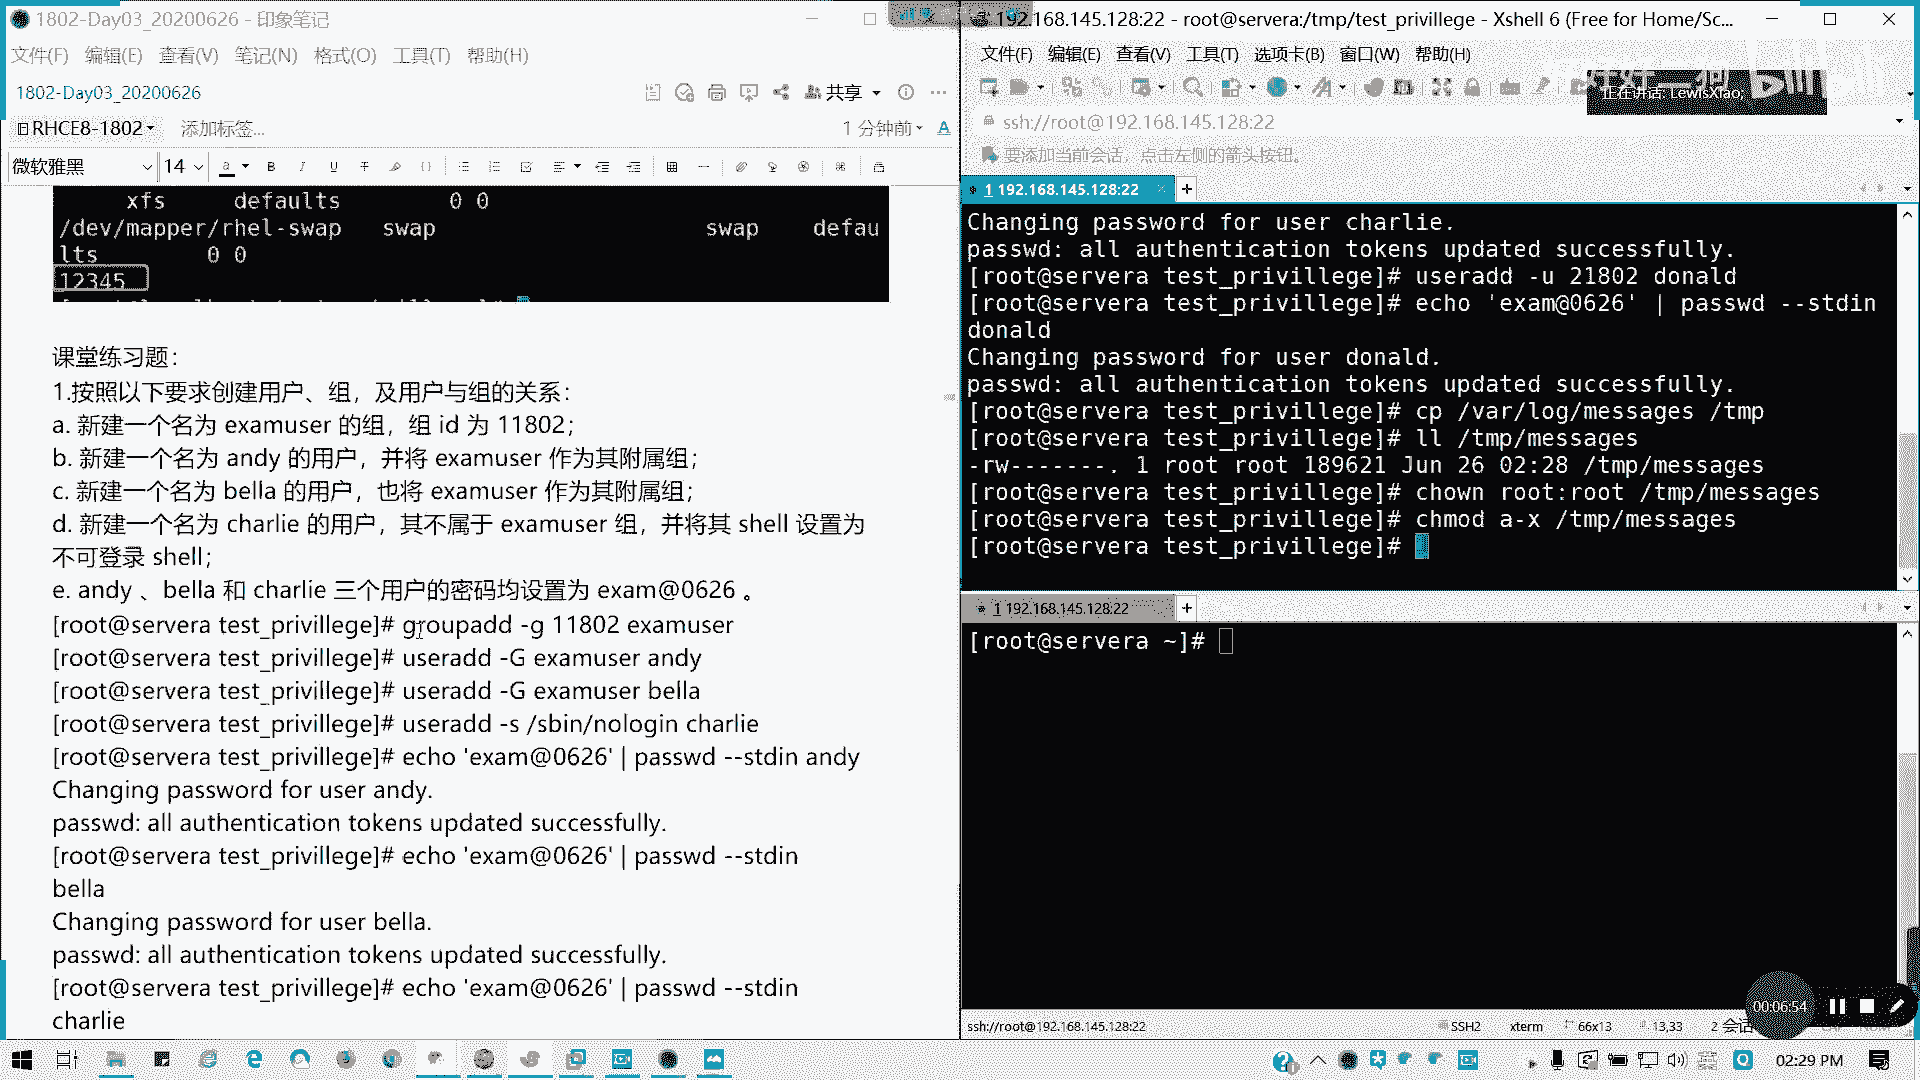 1802-Day03_20200626 - 印象笔记
文件(F) 编辑(E) 查看(V) 笔记(N) 格式(O) 工具(T) 帮助(H)
1802-Day03_20200626
共享
RHCE8-1802
添加标签...
1 分钟前
微软雅黑
14
xfs defaults 0 0
/dev/mapper/rhel-swap swap swap defau
lts 0 0
12345
课堂练习题：
1.按照以下要求创建用户、组，及用户与组的关系：
a. 新建一个名为 examuser 的组，组 id 为 11802；
b. 新建一个名为 andy 的用户，并将 examuser 作为其附属组；
c. 新建一个名为 bella 的用户，也将 examuser 作为其附属组；
d. 新建一个名为 charlie 的用户，其不属于 examuser 组，并将其 shell 设置为
不可登录 shell；
e. andy 、bella 和 charlie 三个用户的密码均设置为 exam@0626 。
[root@servera test_privillege]# groupadd -g 11802 examuser
[root@servera test_privillege]# useradd -G examuser andy
[root@servera test_privillege]# useradd -G examuser bella
[root@servera test_privillege]# useradd -s /sbin/nologin charlie
[root@servera test_privillege]# echo 'exam@0626' | passwd --stdin andy
Changing password for user andy.
passwd: all authentication tokens updated successfully.
[root@servera test_privillege]# echo 'exam@0626' | passwd --stdin
bella
Changing password for user bella.
passwd: all authentication tokens updated successfully.
[root@servera test_privillege]# echo 'exam@0626' | passwd --stdin
charlie
192.168.145.128:22 - root@servera:/tmp/test_privillege - Xshell 6 (Free for Home/Sc...
文件(F) 编辑(E) 查看(V) 工具(T) 选项卡(B) 窗口(W) 帮助(H)
正在讲话: LewisXiao;
ssh://root@192.168.145.128:22
要添加当前会话，点击左侧的箭头按钮。
1 192.168.145.128:22
Changing password for user charlie.
passwd: all authentication tokens updated successfully.
[root@servera test_privillege]# useradd -u 21802 donald
[root@servera test_privillege]# echo 'exam@0626' | passwd --stdin
donald
Changing password for user donald.
passwd: all authentication tokens updated successfully.
[root@servera test_privillege]# cp /var/log/messages /tmp
[root@servera test_privillege]# ll /tmp/messages
-rw-------. 1 root root 189621 Jun 26 02:28 /tmp/messages
[root@servera test_privillege]# chown root:root /tmp/messages
[root@servera test_privillege]# chmod a-x /tmp/messages
[root@servera test_privillege]#
1 192.168.145.128:22
[root@servera ~]#
00:06:54
ssh://root@192.168.145.128:22 SSH2 xterm 66x13 13,33 2 会话
02:29 PM